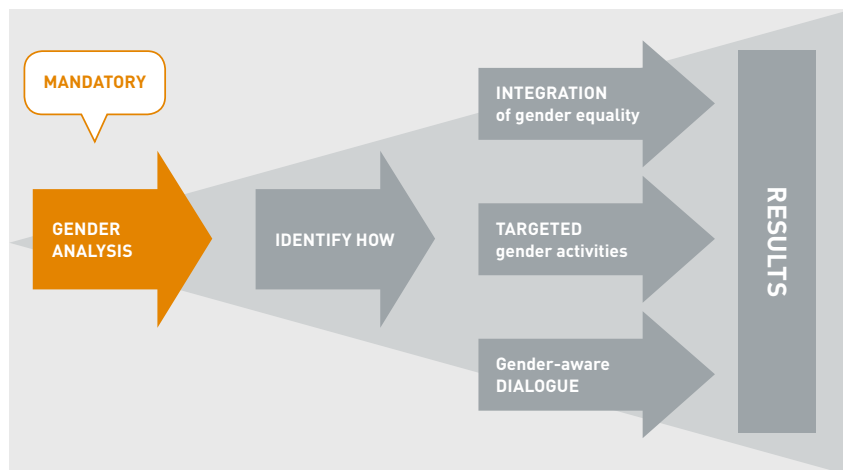 MANDATORY
GENDER
ANALYSIS
IDENTIFY HOW
INTEGRATION
of gender equality
TARGETED
gender activities
Gender-aware
DIALOGUE
RESULTS